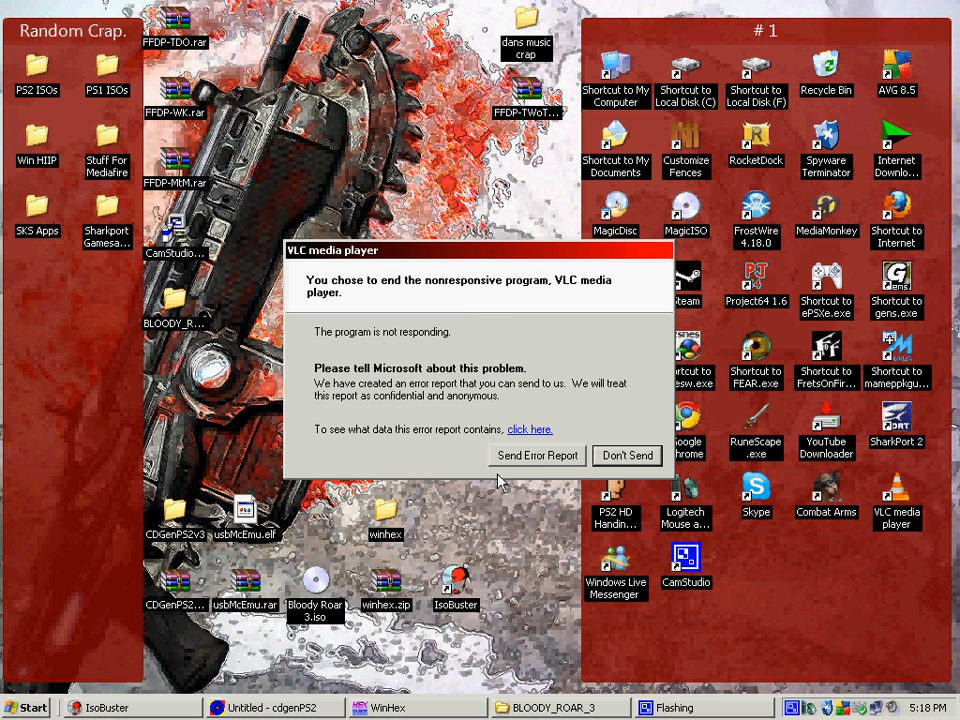 Random Crap.
PS2 ISOs
PS1 ISOs
Win HIIP
Stuff For
Mediafire
SKS Apps
Sharkport
Gamesa...
FFDP-TDO.rar
FFDP-WK.rar
FFDP-MtM.rar
CamStudio...
BLOODY_R...
dans music
crap
FFDP-TWoT...
# 1
Shortcut to My
Computer
Shortcut to
Local Disk (C)
Shortcut to
Local Disk (F)
Recycle Bin
AVG 8.5
Shortcut to My
Documents
Customize
Fences
RocketDock
Spyware
Terminator
Internet
Downlo...
MagicDisc
MagicISO
FrostWire
4.18.0
MediaMonkey
Shortcut to
Internet
Steam
Project64 1.6
Shortcut to
ePSXe.exe
Shortcut to
gens.exe
rtcut to
esw.exe
Shortcut to
FEAR.exe
Shortcut to
FretsOnFir...
Shortcut to
mameppkgu...
Google
hrome
RuneScape
.exe
YouTube
Downloader
SharkPort 2
PS2 HD
Handin...
Logitech
Mouse a...
Skype
Combat Arms
VLC media
player
Windows Live
Messenger
CamStudio
VLC media player
You chose to end the nonresponsive program, VLC media
player.
The program is not responding.
Please tell Microsoft about this problem.
We have created an error report that you can send to us. We will treat
this report as confidential and anonymous.
To see what data this error report contains, click here.
Send Error Report
Don't Send
CDGenPS2v3
usbMcEmu.elf
winhex
CDGenPS2...
usbMcEmu.rar
Bloody Roar
3.iso
winhex.zip
IsoBuster
Start
IsoBuster
Untitled - cdgenPS2
WinHex
BLOODY_ROAR_3
Flashing
5:18 PM